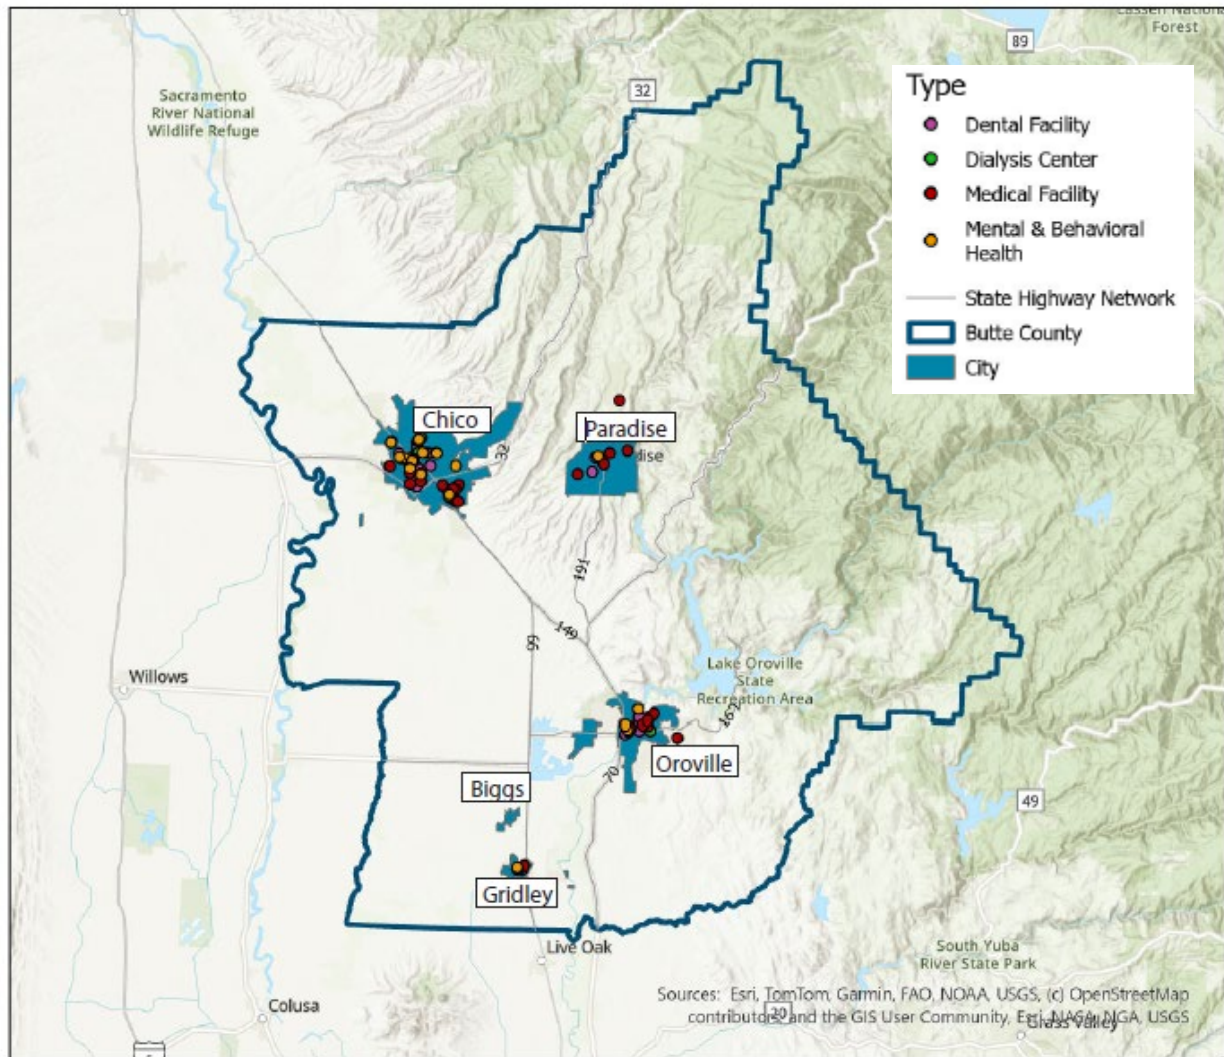 Lassen National
Forest
89
32
Sacramento
River National
Wildlife Refuge
Type
Dental Facility
Dialysis Center
Medical Facility
Mental & Behavioral
Health
State Highway Network
Butte County
City
Chico
Paradise
dise
32
191
149
99
Willows
Lake Oroville
State
Recreation Area
162
Oroville
70
Biggs
49
Gridley
Live Oak
South Yuba
River State Park
Colusa
Sources: Esri, TomTom, Garmin, FAO, NOAA, USGS, (c) OpenStreetMap
contributors, and the GIS User Community, Esri, NASA, NGA, USGS
20
Grass Valley